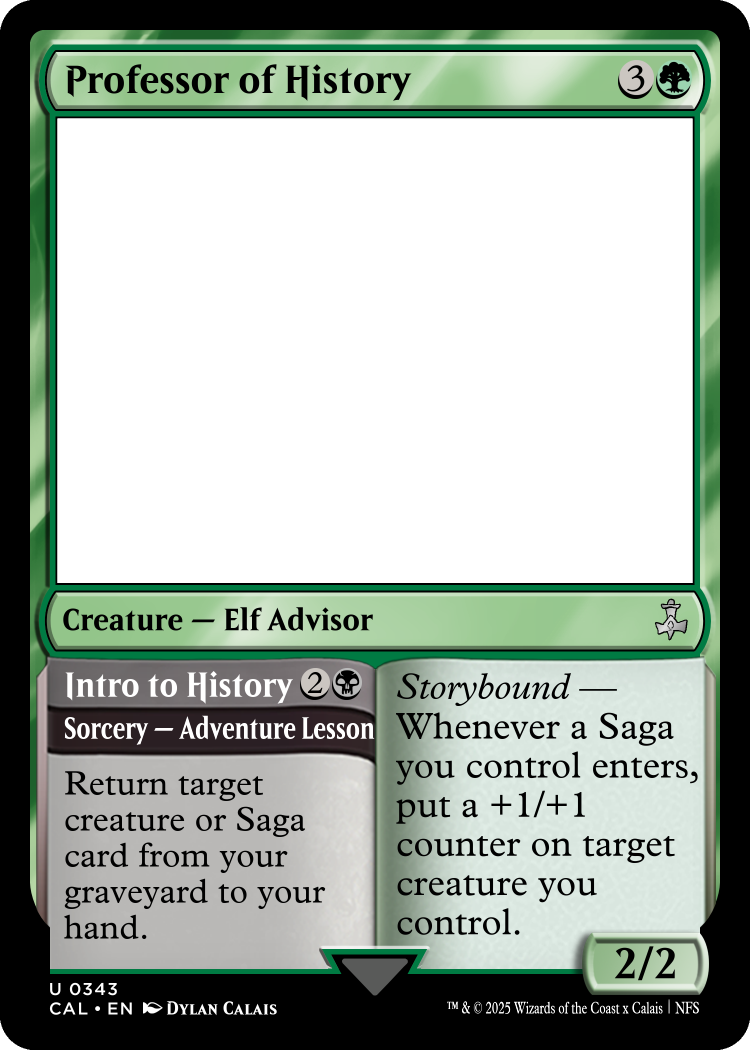 Professor of History 3
Creature — Elf Advisor
Intro to History 2
Sorcery — Adventure Lesson
Return target
creature or Saga
card from your
graveyard to your
hand.
Storybound —
Whenever a Saga
you control enters,
put a +1/+1
counter on target
creature you
control.
2/2
U 0343
CAL • EN DYLAN CALAIS
™ & © 2025 Wizards of the Coast x Calais | NFS